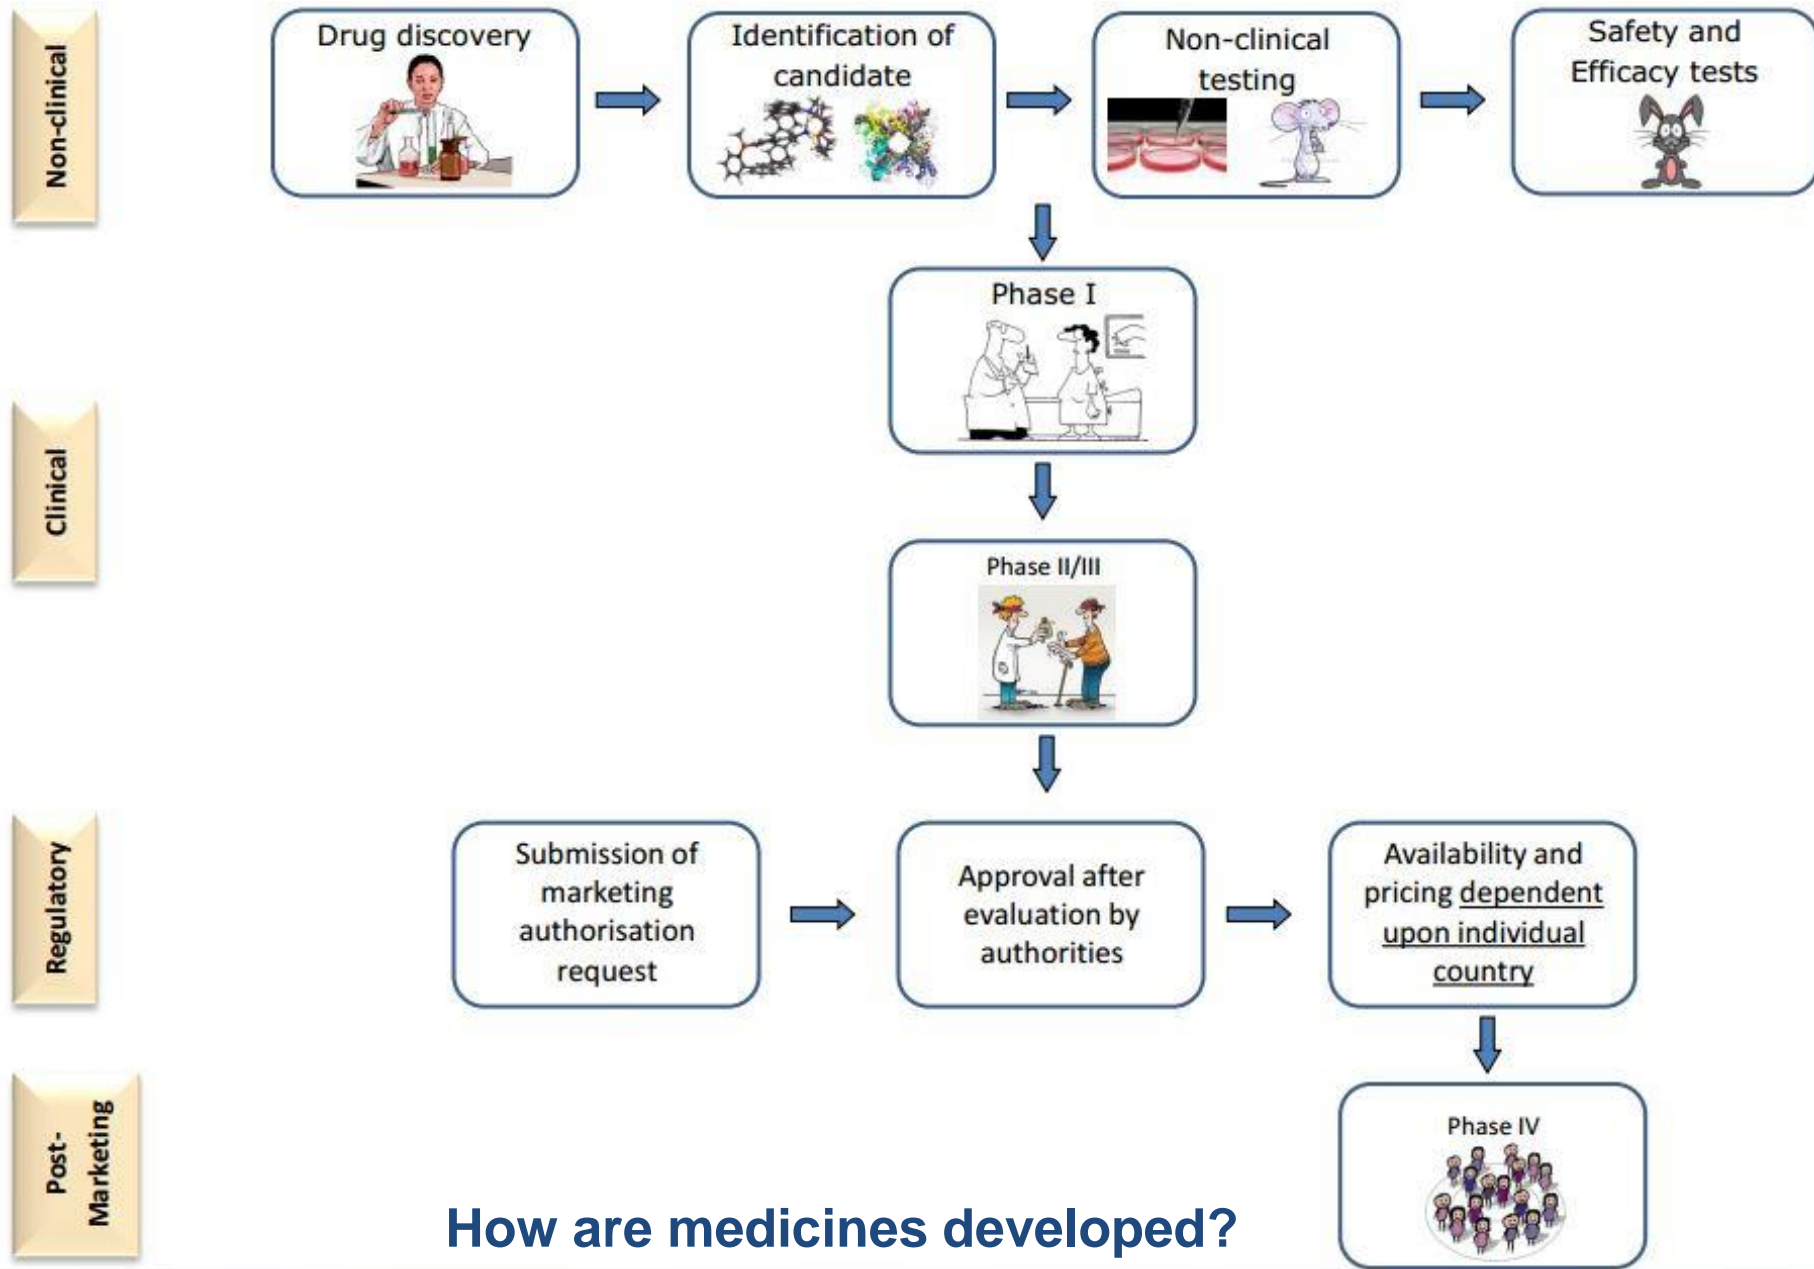 Non-clinical
Drug discovery
Identification of
candidate
Non-clinical
testing
Safety and
Efficacy tests
Clinical
Phase I
Phase II/III
Regulatory
Submission of
marketing
authorisation
request
Approval after
evaluation by
authorities
Availability and
pricing dependent
upon individual
country
Post-
Marketing
Phase IV
How are medicines developed?